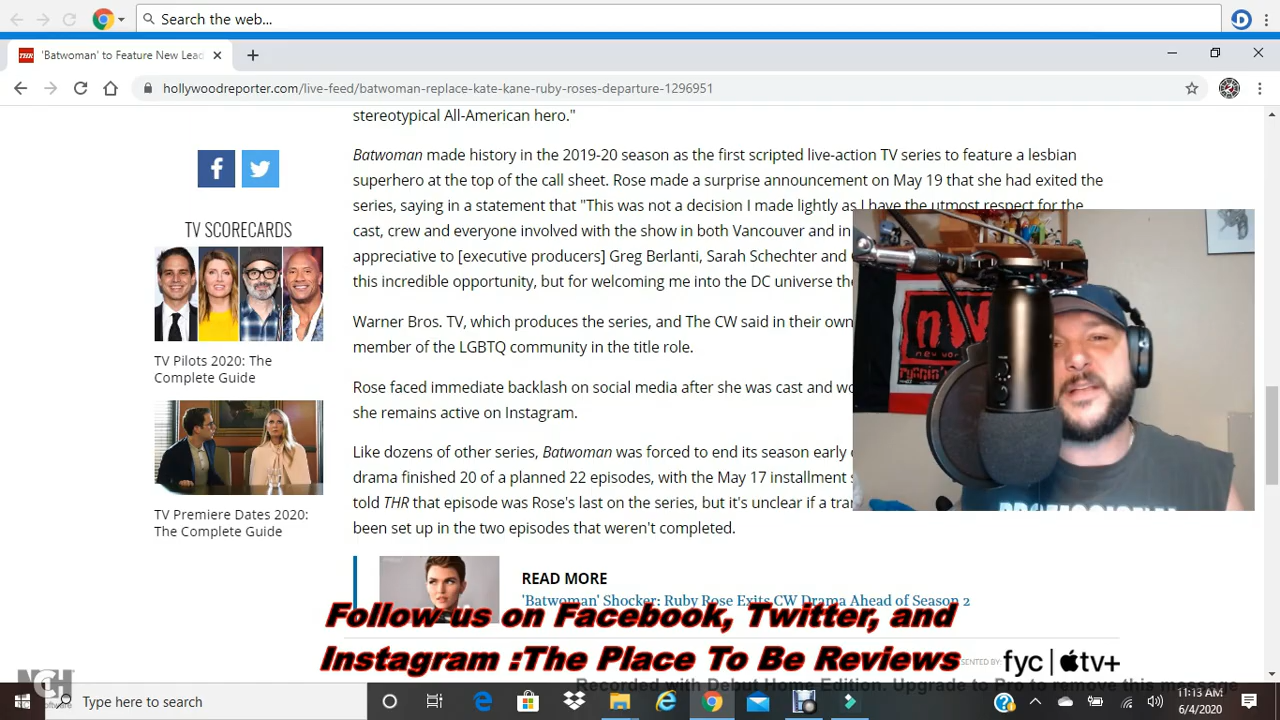 Search the web...
THR 'Batwoman' to Feature New Lead
hollywoodreporter.com/live-feed/batwoman-replace-kate-kane-ruby-roses-departure-1296951
stereotypical All-American hero."
Batwoman made history in the 2019-20 season as the first scripted live-action TV series to feature a lesbian
superhero at the top of the call sheet. Rose made a surprise announcement on May 19 that she had exited the
series, saying in a statement that "This was not a decision I made lightly as I have the utmost respect for the
cast, crew and everyone involved with the show in both Vancouver and in
appreciative to [executive producers] Greg Berlanti, Sarah Schechter and
this incredible opportunity, but for welcoming me into the DC universe
Warner Bros. TV, which produces the series, and The CW said in their own
member of the LGBTQ community in the title role.
Rose faced immediate backlash on social media after she was cast and
she remains active on Instagram.
Like dozens of other series, Batwoman was forced to end its season early
drama finished 20 of a planned 22 episodes, with the May 17 installment
told THR that episode was Rose's last on the series, but it's unclear if a
been set up in the two episodes that weren't completed.
TV SCORECARDS
TV Pilots 2020: The
Complete Guide
TV Premiere Dates 2020:
The Complete Guide
nWo
new world
PROFESSIONAL
READ MORE
'Batwoman' Shocker: Ruby Rose Exits CW Drama Ahead of Season 2
Follow us on Facebook, Twitter, and
Instagram :The Place To Be Reviews
SENTED BY:
fyc | tv+
Recorded with Debut Home Edition. Upgrade to Pro to remove this message
NCH
Software
Type here to search
11:13 AM
6/4/2020